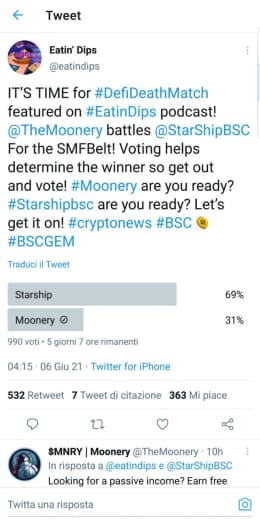 Tweet
Eatin' Dips
@eatindips
IT'S TIME for #DefiDeathMatch
featured on #EatinDips podcast!
@TheMoonery battles @StarShipBSC
For the SMFBelt! Voting helps
determine the winner so get out
and vote! #Moonery are you ready?
#Starshipbsc are you ready? Let's
get it on! #cryptonews #BSC
#BSCGEM
Traduci il Tweet
Starship 69%
Moonery 31%
990 voti • 5 giorni 7 ore rimanenti
04:15 · 06 Giu 21 · Twitter for iPhone
532 Retweet 7 Tweet di citazione 363 Mi piace
$MNRY | Moonery @TheMoonery · 10h
In risposta a @eatindips e @StarShipBSC
Looking for a passive income? Earn free
Twitta una risposta